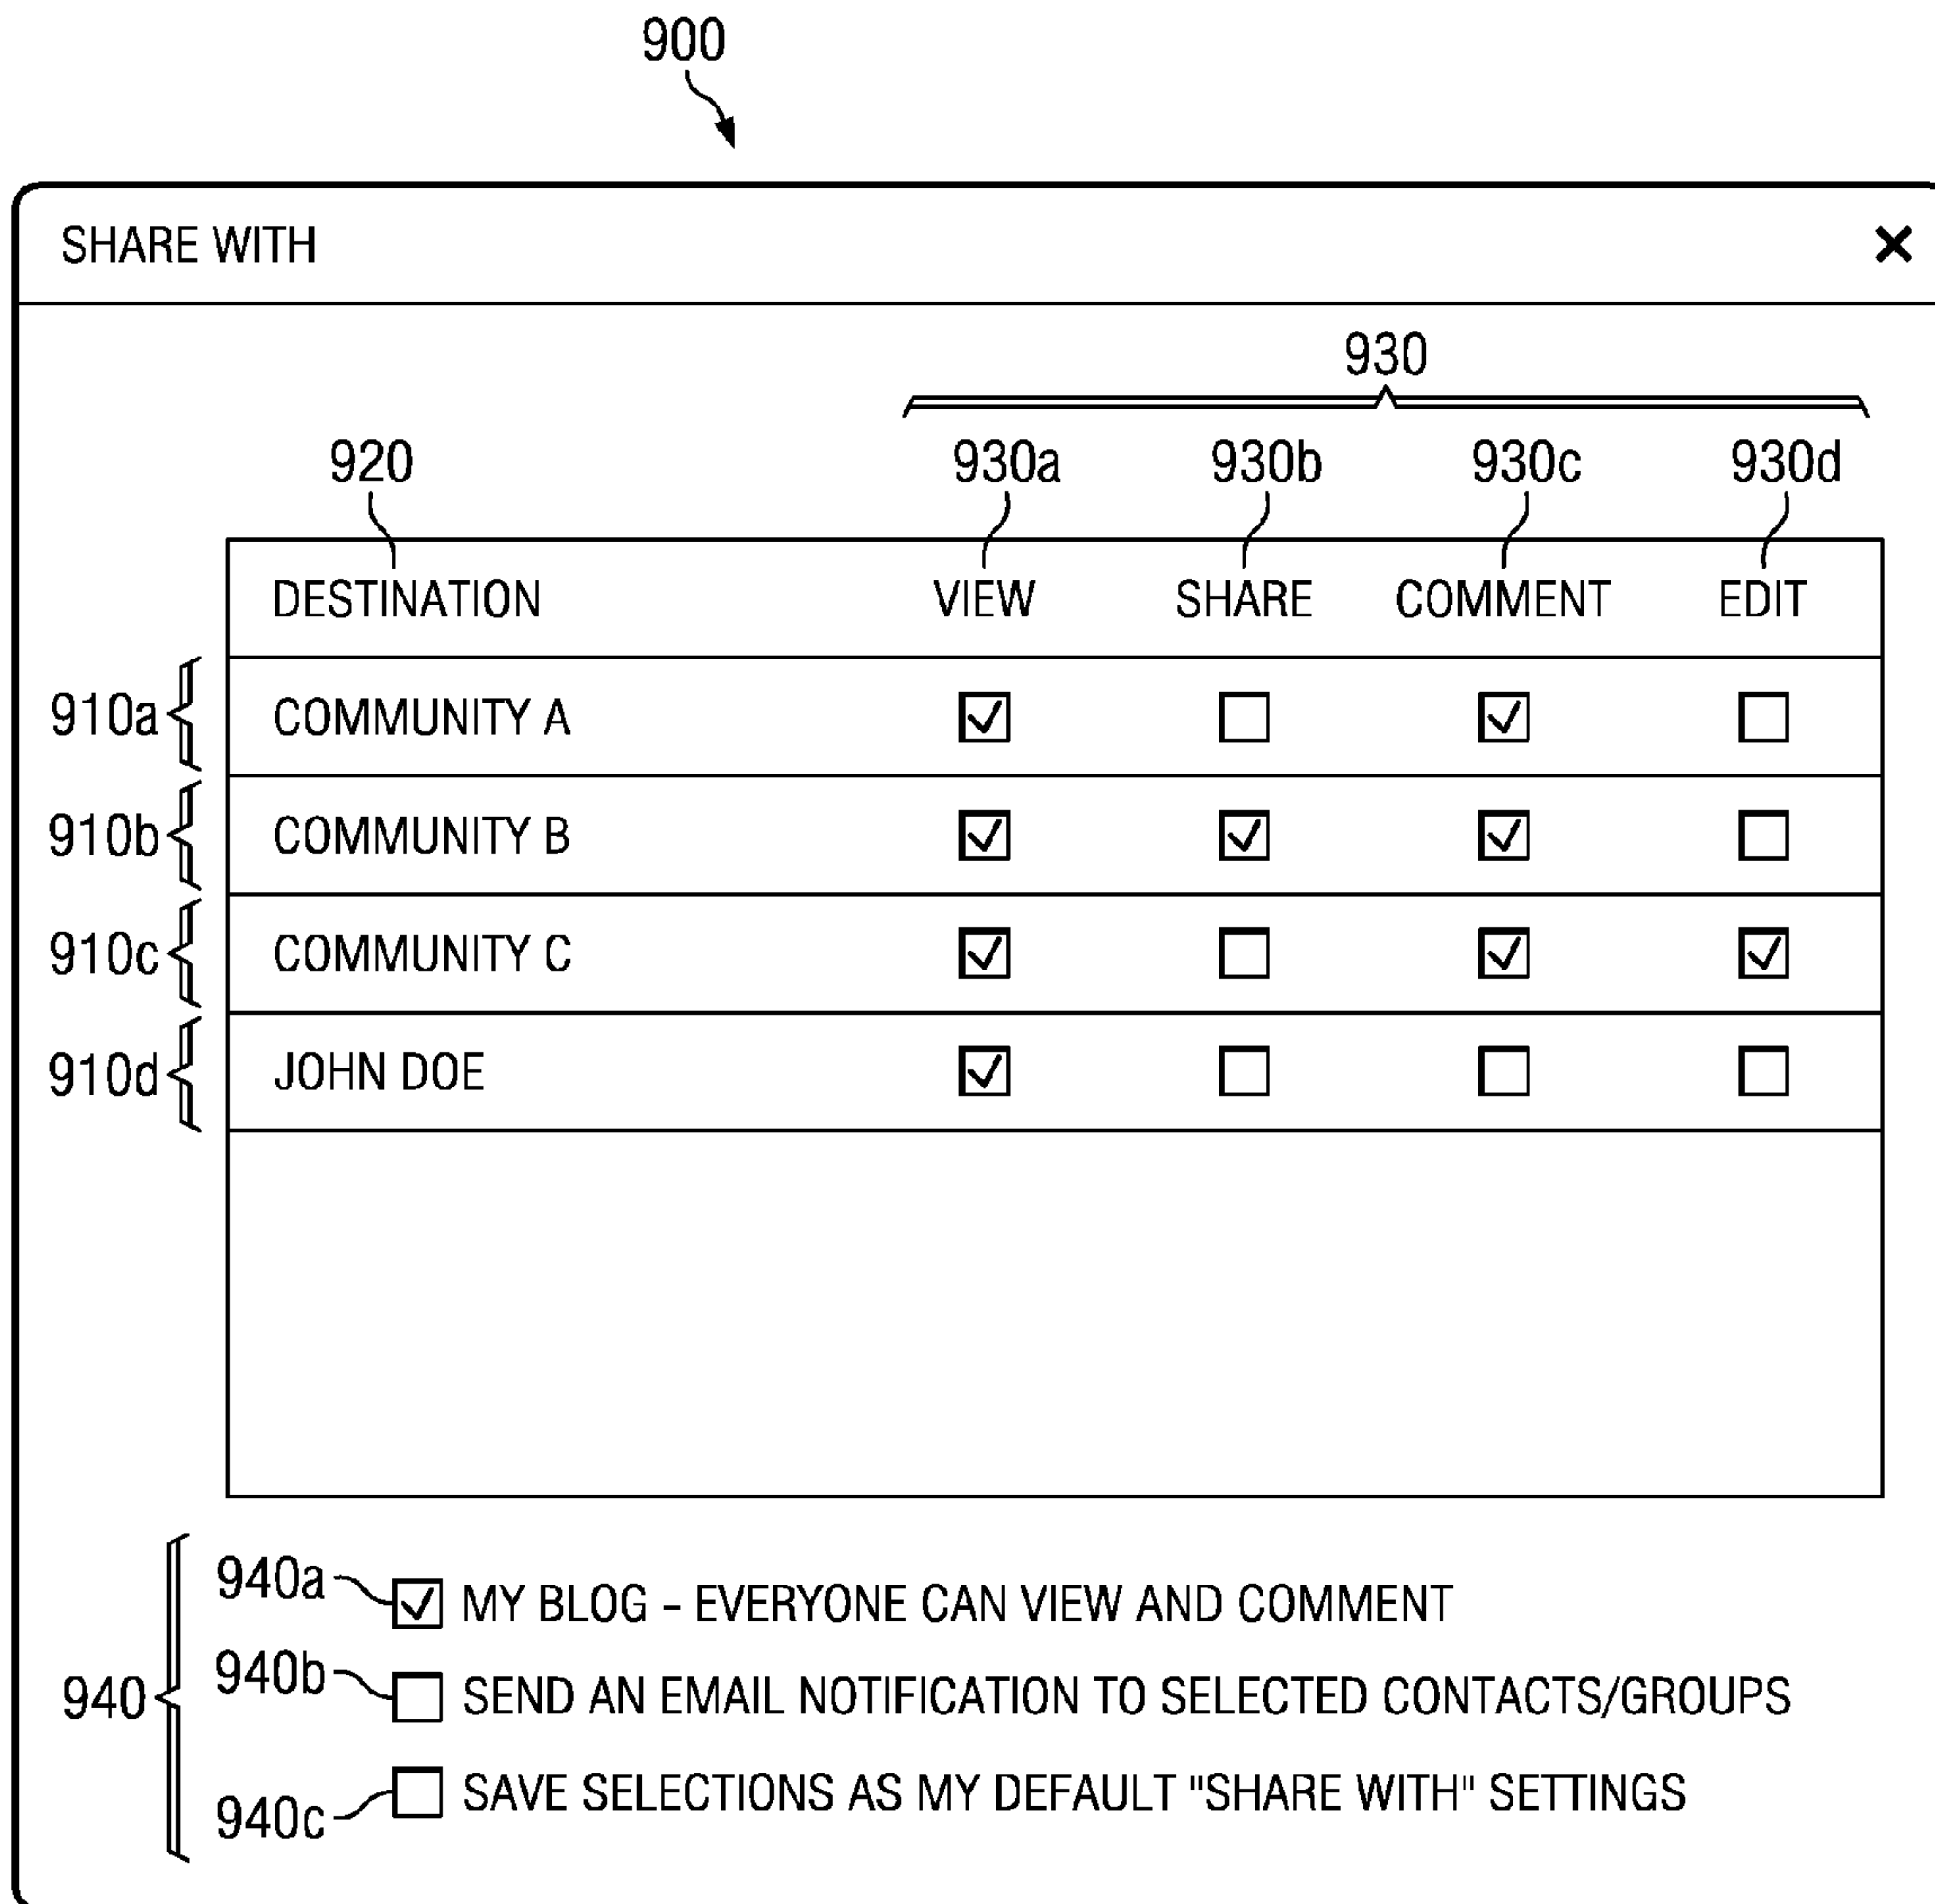 900
SHARE WITH
930
920 930a 930b 930c 930d
DESTINATION VIEW SHARE COMMENT EDIT
910a COMMUNITY A
910b COMMUNITY B
910c COMMUNITY C
910d JOHN DOE
940a MY BLOG - EVERYONE CAN VIEW AND COMMENT
940 940b SEND AN EMAIL NOTIFICATION TO SELECTED CONTACTS/GROUPS
940c SAVE SELECTIONS AS MY DEFAULT "SHARE WITH" SETTINGS